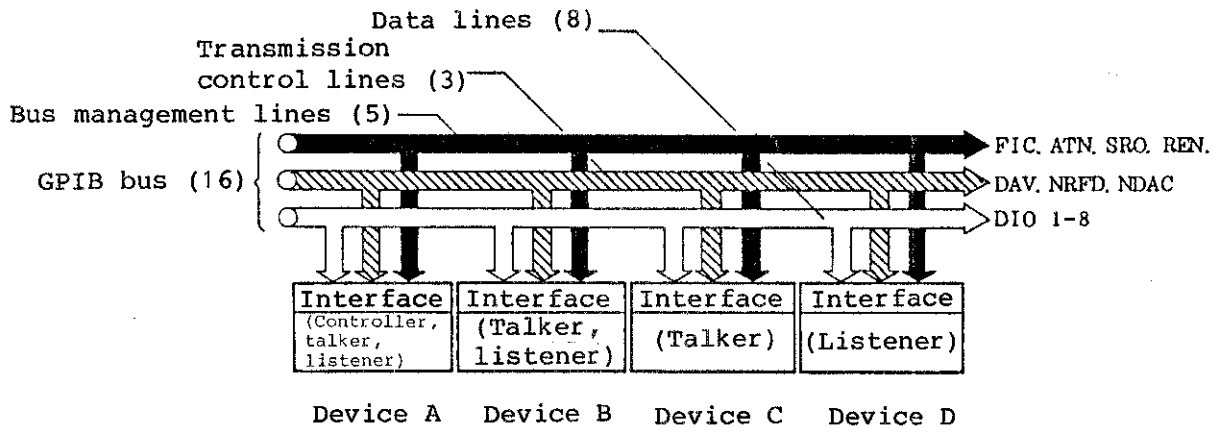 Data lines (8)
Transmission
control lines (3)
Bus management lines (5)
GPIB bus (16)
FIC. ATN. SRO. REN.
DAV. NRFD. NDAC
DIO 1-8
Interface
(Controller,
talker,
listener)
Device A
Interface
(Talker,
listener)
Device B
Interface
(Talker)
Device C
Interface
(Listener)
Device D